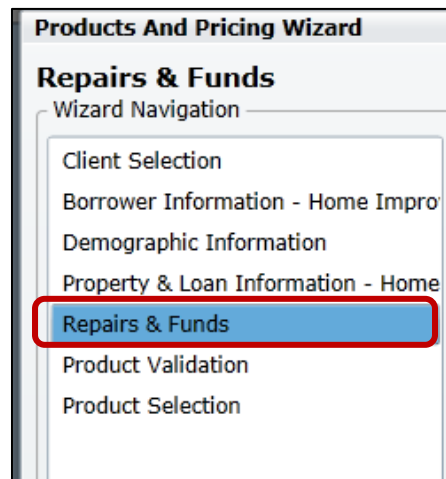 Products And Pricing Wizard
Repairs & Funds
Wizard Navigation
Client Selection
Borrower Information - Home Impro
Demographic Information
Property & Loan Information - Home
Repairs & Funds
Product Validation
Product Selection